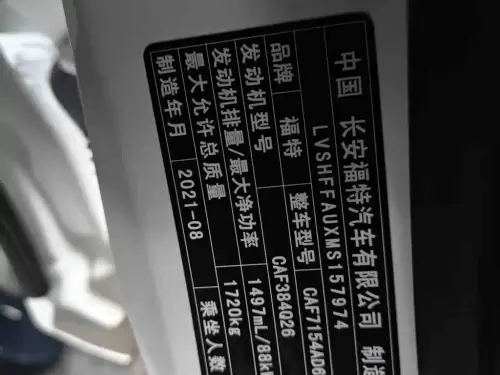 中国 长安福特汽车有限公司 制造
LVSHFFAUXMS157974
品牌 福特 整车型号 CAF7154AD6
发动机型号 CAF384Q26
发动机排量/最大净功率 1497mL/88k
最大允许总质量 1720kg
制造年月 2021-08 乘坐人数